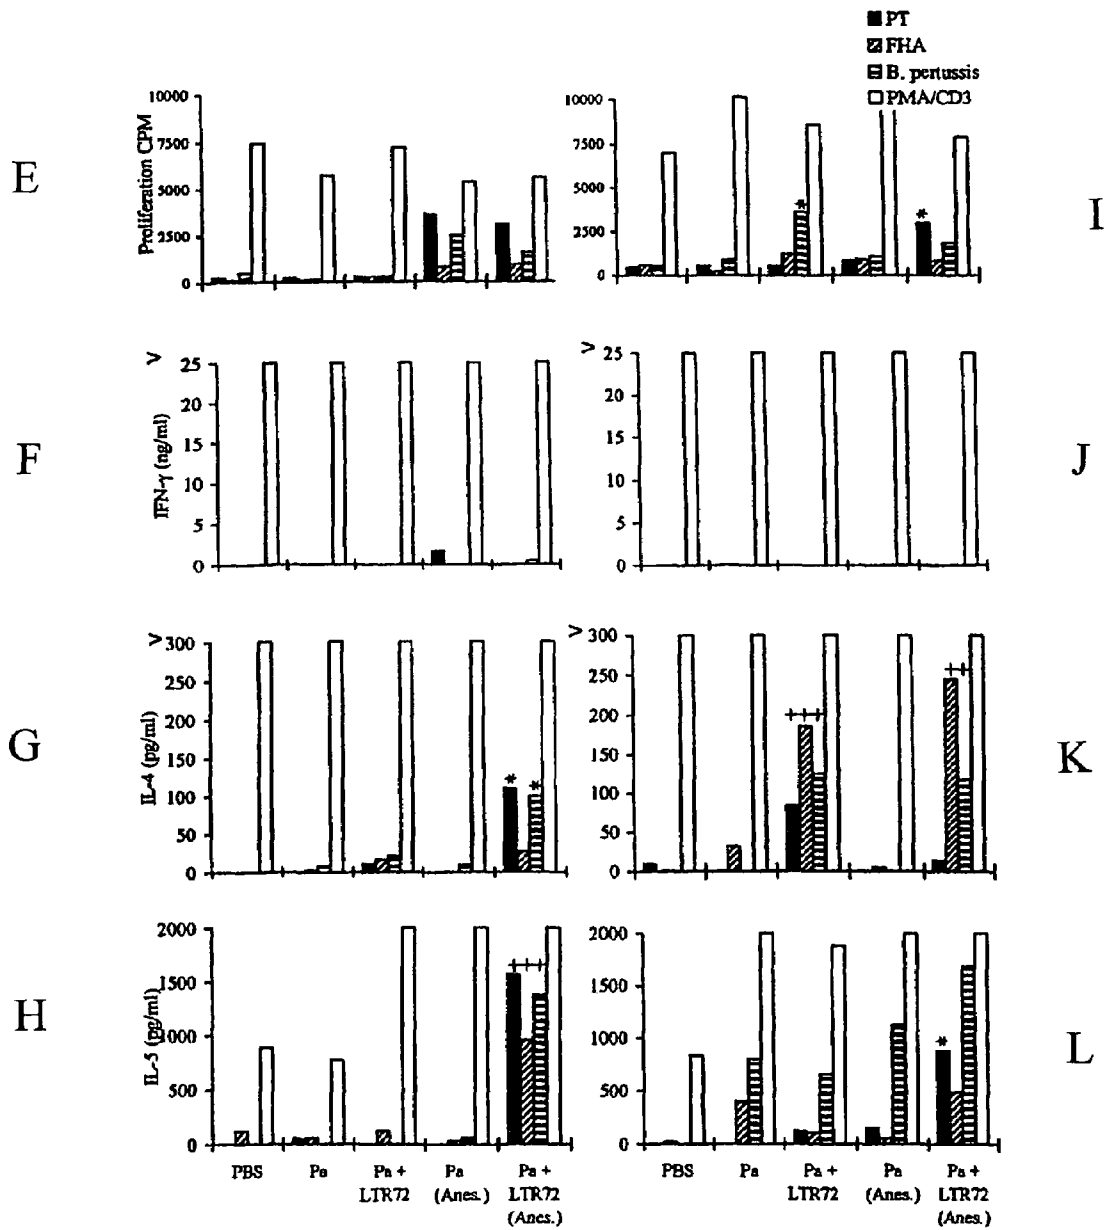 PT
FHA
B. pertussis
PMA/CD3
E
Proliferation CPM
10000
7500
5000
2500
0
10000
7500
5000
2500
0
*
*
I
F
IFN-γ (ng/ml)
>
25
20
15
10
5
0
>
25
20
15
10
5
0
J
G
IL-4 (pg/ml)
>
300
250
200
150
100
50
0
*
*
>
300
250
200
150
100
50
0
+++
++
K
H
IL-5 (pg/ml)
2000
1500
1000
500
0
+++
2000
1500
1000
500
0
*
L
PBS
Pa
Pa +
LTR72
Pa
(Anes.)
Pa +
LTR72
(Anes.)
PBS
Pa
Pa +
LTR72
Pa
(Anes.)
Pa +
LTR72
(Anes.)